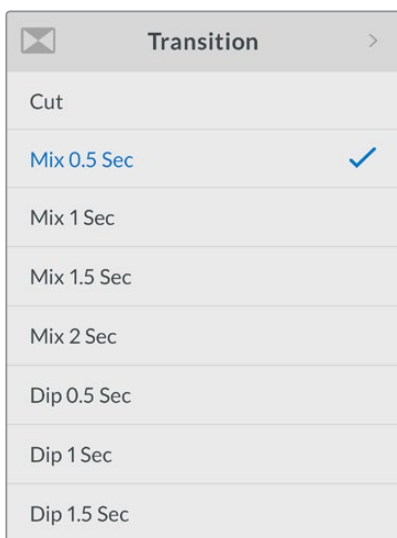 Transition
Cut
Mix 0.5 Sec
Mix 1 Sec
Mix 1.5 Sec
Mix 2 Sec
Dip 0.5 Sec
Dip 1 Sec
Dip 1.5 Sec